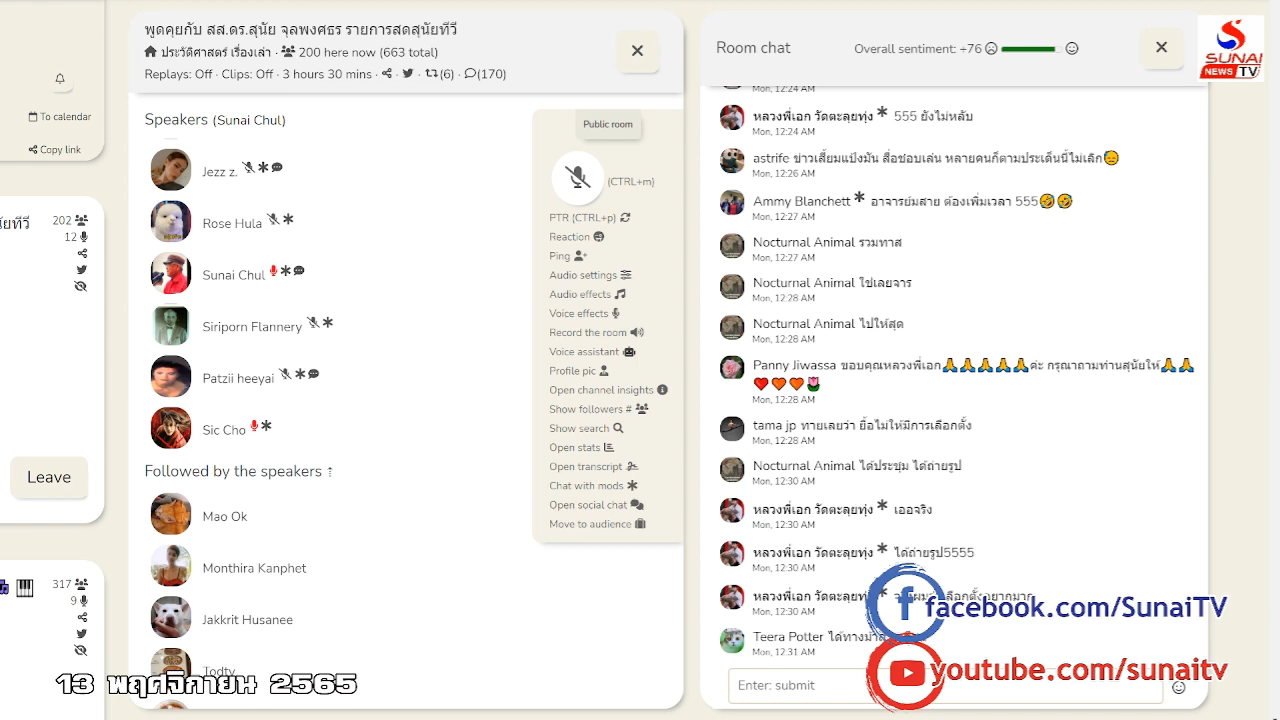 พูดคุยกับ สส.ดร.สุนัย จุลพงศธร รายการสดสุนัยทีวี
ประวัติศาสตร์ เรื่องเล่า · 200 here now (663 total)
Replays: Off · Clips: Off · 3 hours 30 mins · (6) · (170)
To calendar
Copy link
202
12
Leave
317
9
Speakers (Sunai Chul)
Jezz z.
Rose Hula
Sunai Chul
Siriporn Flannery
Patzii heeyai
Sic Cho
Followed by the speakers ↑
Mao Ok
Monthira Kanphet
Jakkrit Husanee
Todty
13 พฤศจิกายน 2565
Public room
(CTRL+m)
PTR (CTRL+p)
Reaction
Ping
Audio settings
Audio effects
Voice effects
Record the room
Voice assistant
Profile pic
Open channel insights
Show followers #
Show search
Open stats
Open transcript
Chat with mods
Open social chat
Move to audience
Room chat
Overall sentiment: +76
SUNAI
NEWS TV
Mon, 12:24 AM
หลวงพี่เอก วัดตะลุยทุ่ง * 555 ยังไม่หลับ
Mon, 12:24 AM
astrife ข่าวเสี้ยมแป้งมัน สื่อชอบเล่น หลายคนก็ตามประเด็นนี้ไม่เลิก😓
Mon, 12:26 AM
Ammy Blanchett * อาจารย์มสาย ต้องเพิ่มเวลา 555🤣🤣
Mon, 12:27 AM
Nocturnal Animal รวมทาส
Mon, 12:27 AM
Nocturnal Animal ใช่เลยจาร
Mon, 12:28 AM
Nocturnal Animal ไปให้สุด
Mon, 12:28 AM
Panny Jiwassa ขอบคุณหลวงพี่เอก🙏🙏🙏🙏🙏ค่ะ กรุณาถามท่านสุนัยให้🙏🙏
❤️🧡🧡🌷
Mon, 12:28 AM
tama jp ทายเลยว่า ยื้อไม่ให้มีการเลือกตั้ง
Mon, 12:28 AM
Nocturnal Animal ได้ประชุม ได้ถ่ายรูป
Mon, 12:30 AM
หลวงพี่เอก วัดตะลุยทุ่ง * เออจริง
Mon, 12:30 AM
หลวงพี่เอก วัดตะลุยทุ่ง * ได้ถ่ายรูป5555
Mon, 12:30 AM
หลวงพี่เอก วัดตะลุยทุ่ง *
Mon, 12:30 AM
Teera Potter
Mon, 12:31 AM
Enter: submit
facebook.com/SunaiTV
youtube.com/sunaitv